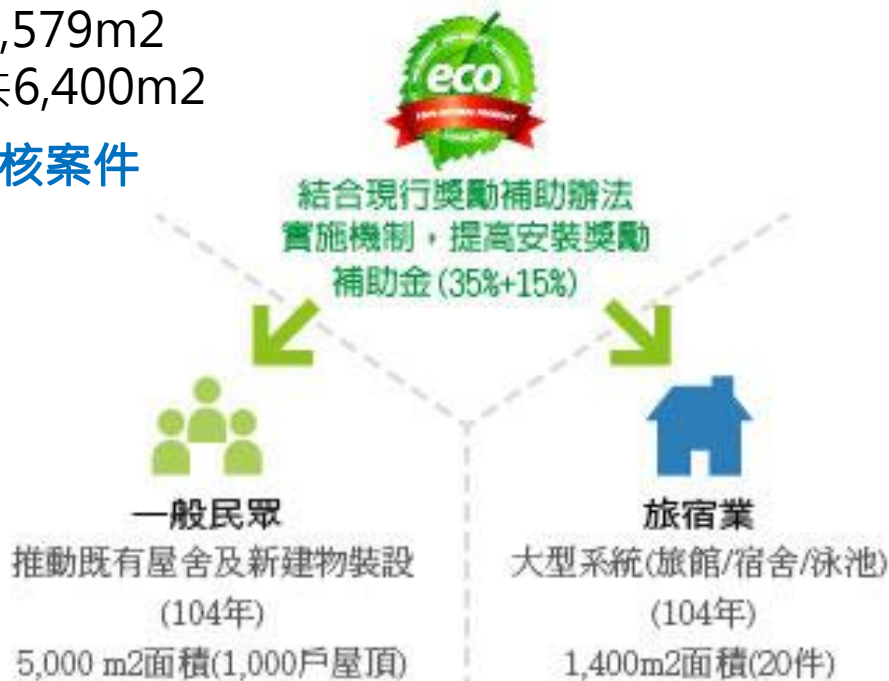 ,579m2
6,400m2
核案件
eco
結合現行獎勵補助辦法
實施機制，提高安裝獎勵
補助金(35%+15%)
一般民眾
推動既有屋舍及新建物裝設
(104年)
5,000 m2面積(1,000戶屋頂)
旅宿業
大型系統(旅館/宿舍/泳池)
(104年)
1,400m2面積(20件)